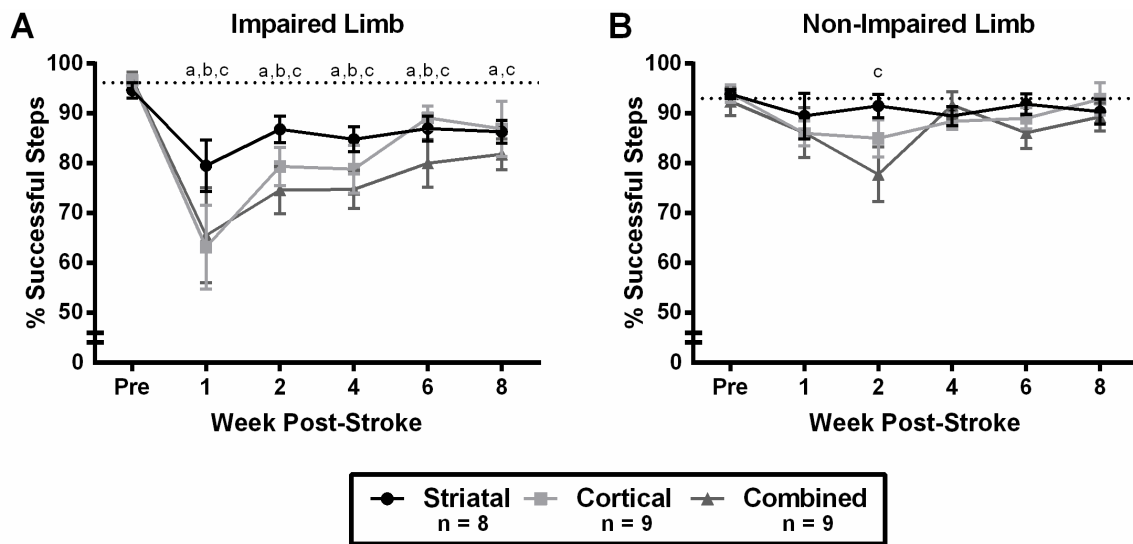 A
Impaired Limb
% Successful Steps
100
90
80
70
60
50
0
a,b,c
a,b,c
a,b,c
a,b,c
a,c
Pre
1
2
4
6
8
Week Post-Stroke
B
Non-Impaired Limb
% Successful Steps
100
90
80
70
60
50
0
c
Pre
1
2
4
6
8
Week Post-Stroke
Striatal
n = 8
Cortical
n = 9
Combined
n = 9